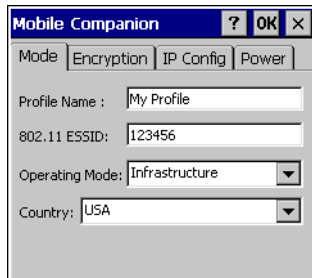 Mobile Companion ? OK ×
Mode Encryption IP Config Power
Profile Name : My Profile
802.11 ESSID: 123456
Operating Mode: Infrastructure
Country: USA